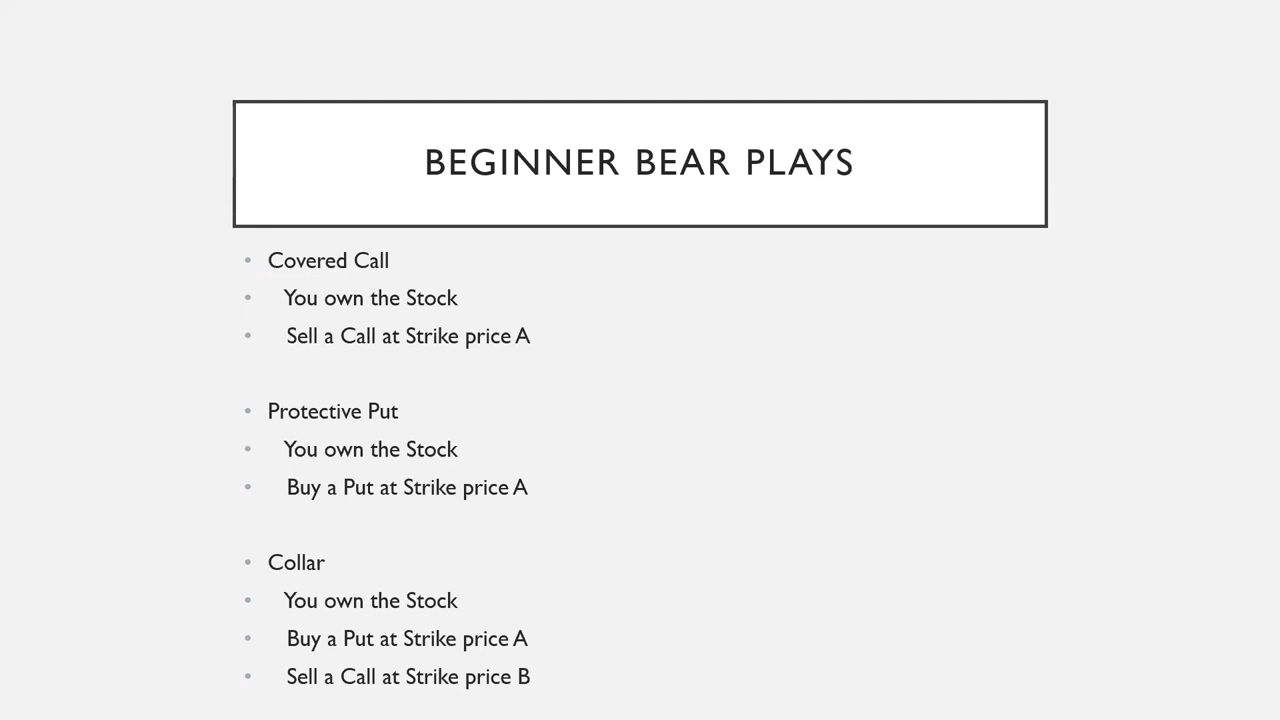 BEGINNER BEAR PLAYS
• Covered Call
• You own the Stock
• Sell a Call at Strike price A
• Protective Put
• You own the Stock
• Buy a Put at Strike price A
• Collar
• You own the Stock
• Buy a Put at Strike price A
• Sell a Call at Strike price B